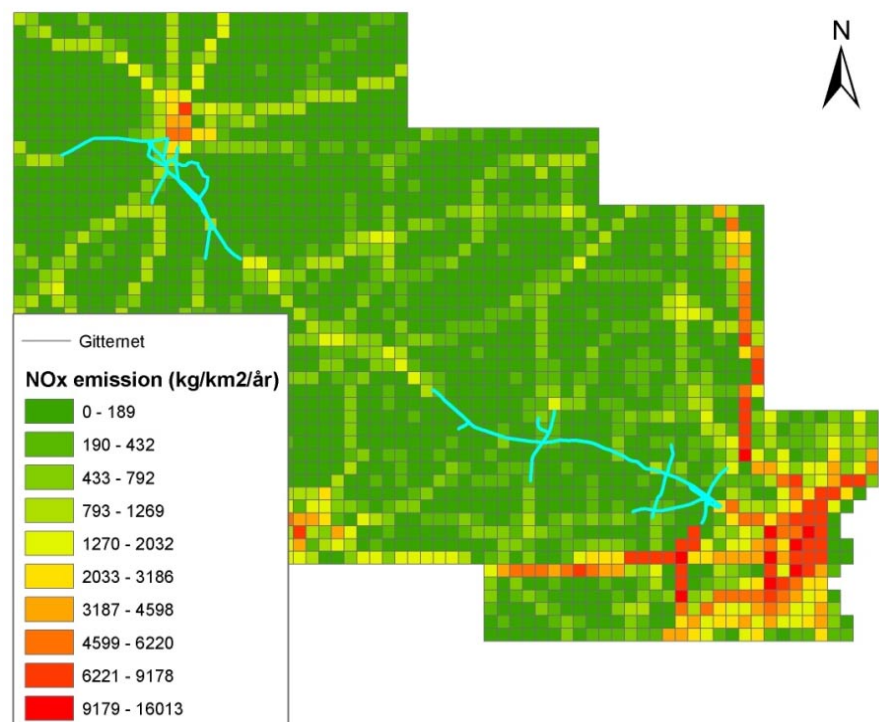 N
Gitternet
NOx emission (kg/km2/år)
0 - 189
190 - 432
433 - 792
793 - 1269
1270 - 2032
2033 - 3186
3187 - 4598
4599 - 6220
6221 - 9178
9179 - 16013